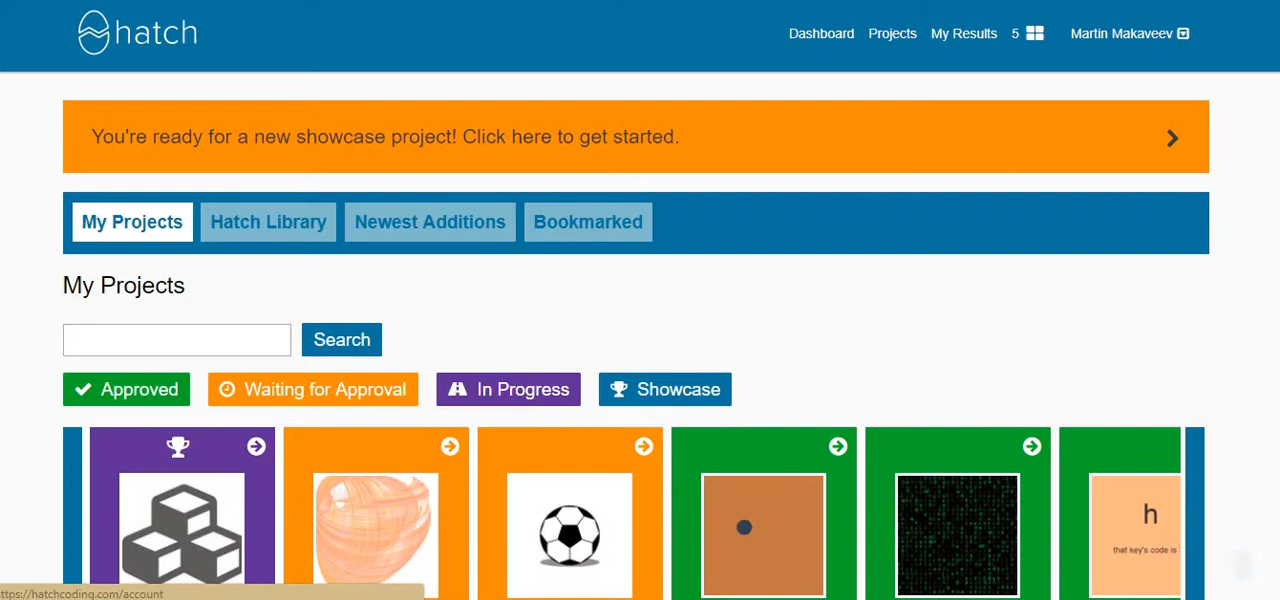 hatch
Dashboard Projects My Results 5 Martin Makaveev
You're ready for a new showcase project! Click here to get started.
My Projects Hatch Library Newest Additions Bookmarked
My Projects
Search
Approved Waiting for Approval In Progress Showcase
h
that key's code is
https://hatchcoding.com/account